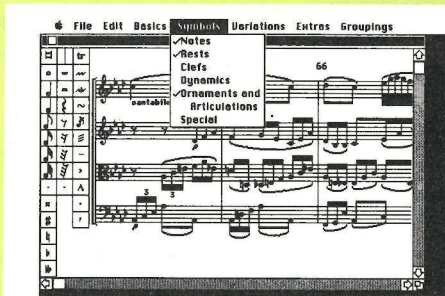 File Edit Basics Symbols Variations Extras Groupings
✓Notes
✓Rests
Clefs
Dynamics
✓Ornaments and
Articulations
Special
66
cantabile
tr
A
p
3
3
p